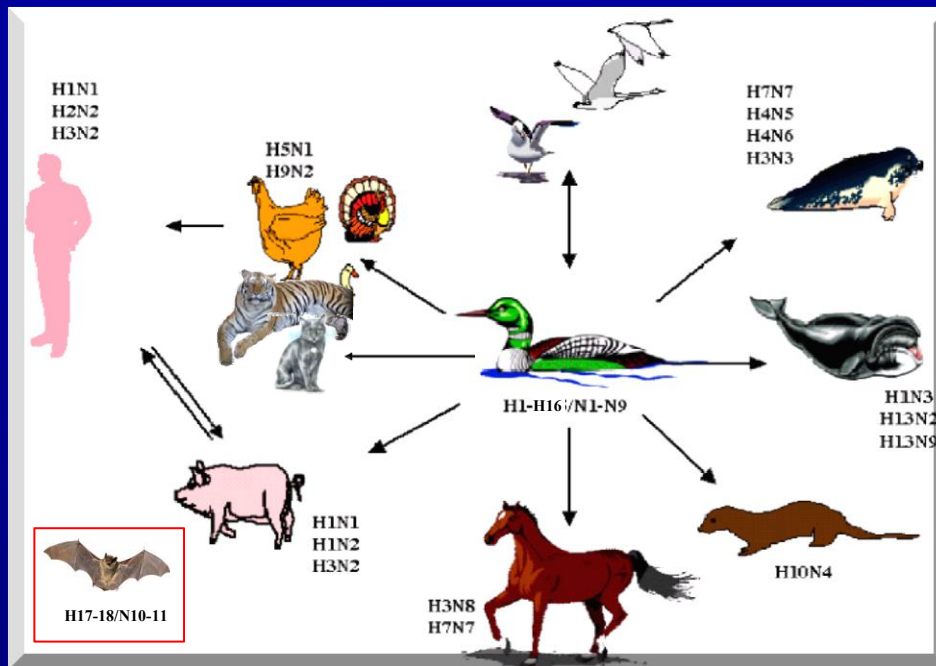 H1N1
H2N2
H3N2
H5N1
H9N2
H7N7
H4N5
H4N6
H3N3
H1-H16/N1-N9
H1N3
H13N2
H13N9
H1N1
H1N2
H3N2
H10N4
H3N8
H7N7
H17-18/N10-11